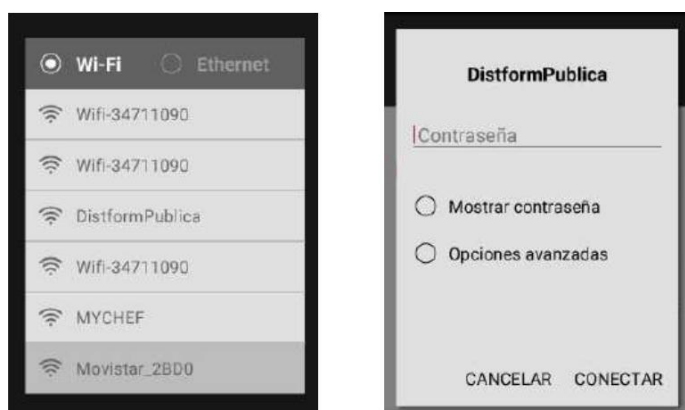 Wi-Fi Ethernet
Wifi-34711090
Wifi-34711090
DistformPublica
Wifi-34711090
MYCHEF
Movistar_2BD0
DistformPublica
Contraseña
Mostrar contraseña
Opciones avanzadas
CANCELAR CONECTAR